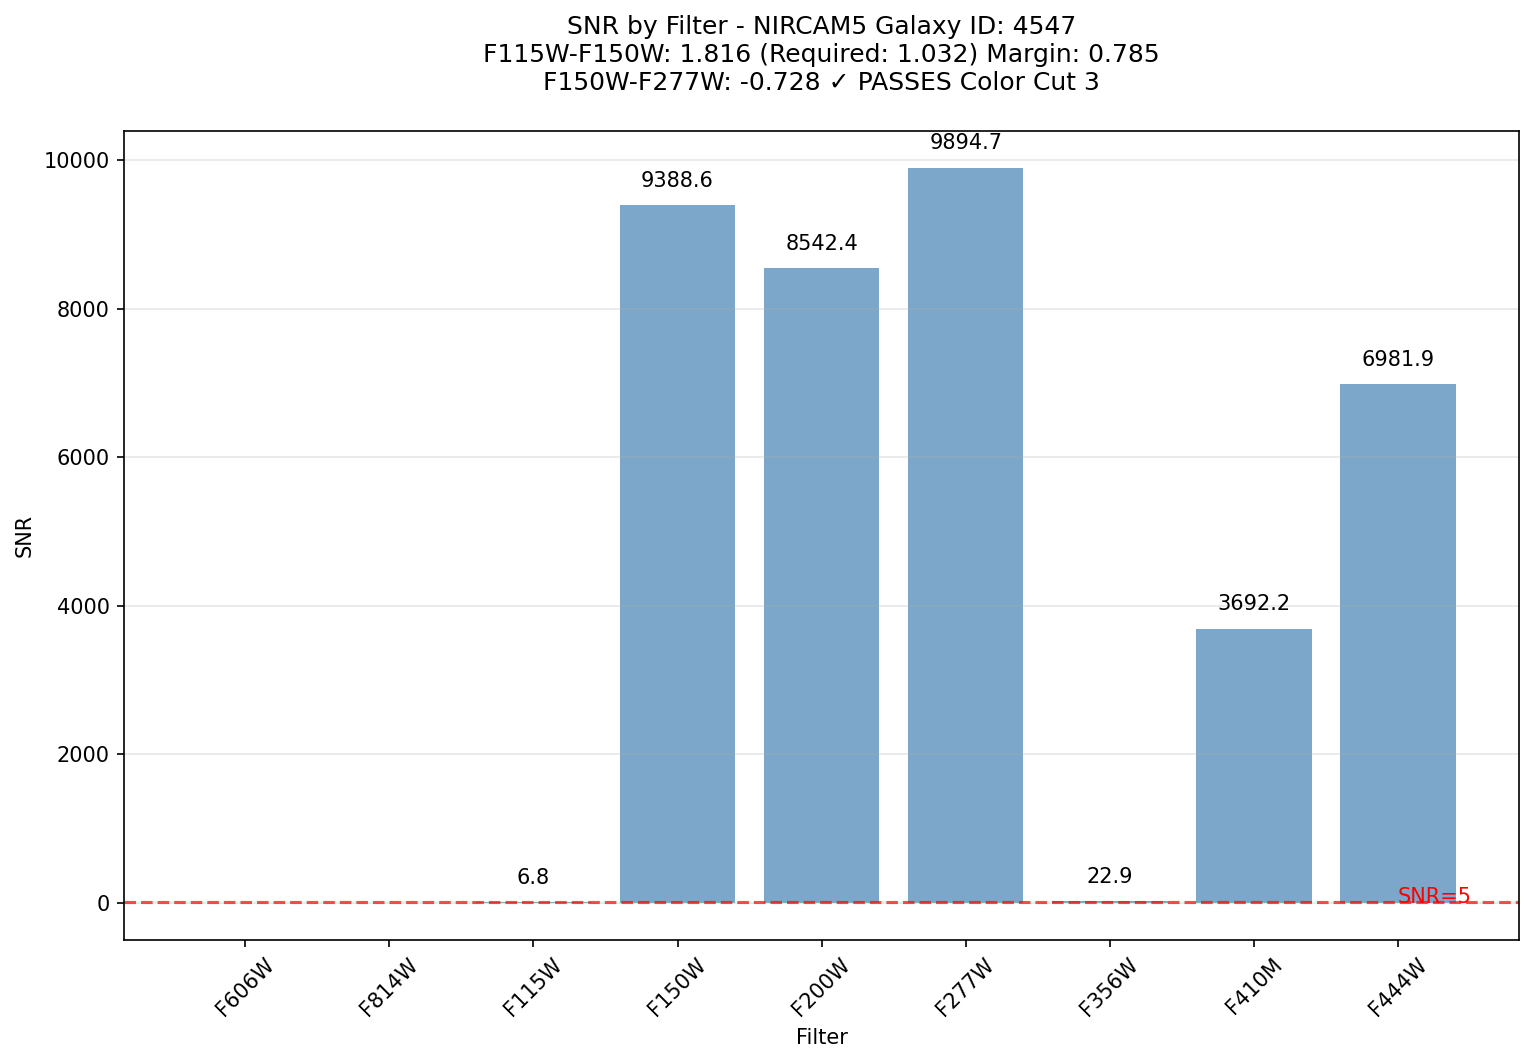 SNR by Filter - NIRCAM5 Galaxy ID: 4547
F115W-F150W: 1.816 (Required: 1.032) Margin: 0.785
F150W-F277W: -0.728 ✓ PASSES Color Cut 3
9894.7
10000
9388.6
8542.4
8000
6981.9
6000
SNR
4000
3692.2
2000
6.8
22.9
SNR=5
0
F606W
F814W
F115W
F150W
F200W
F277W
F356W
F410M
F444W
Filter